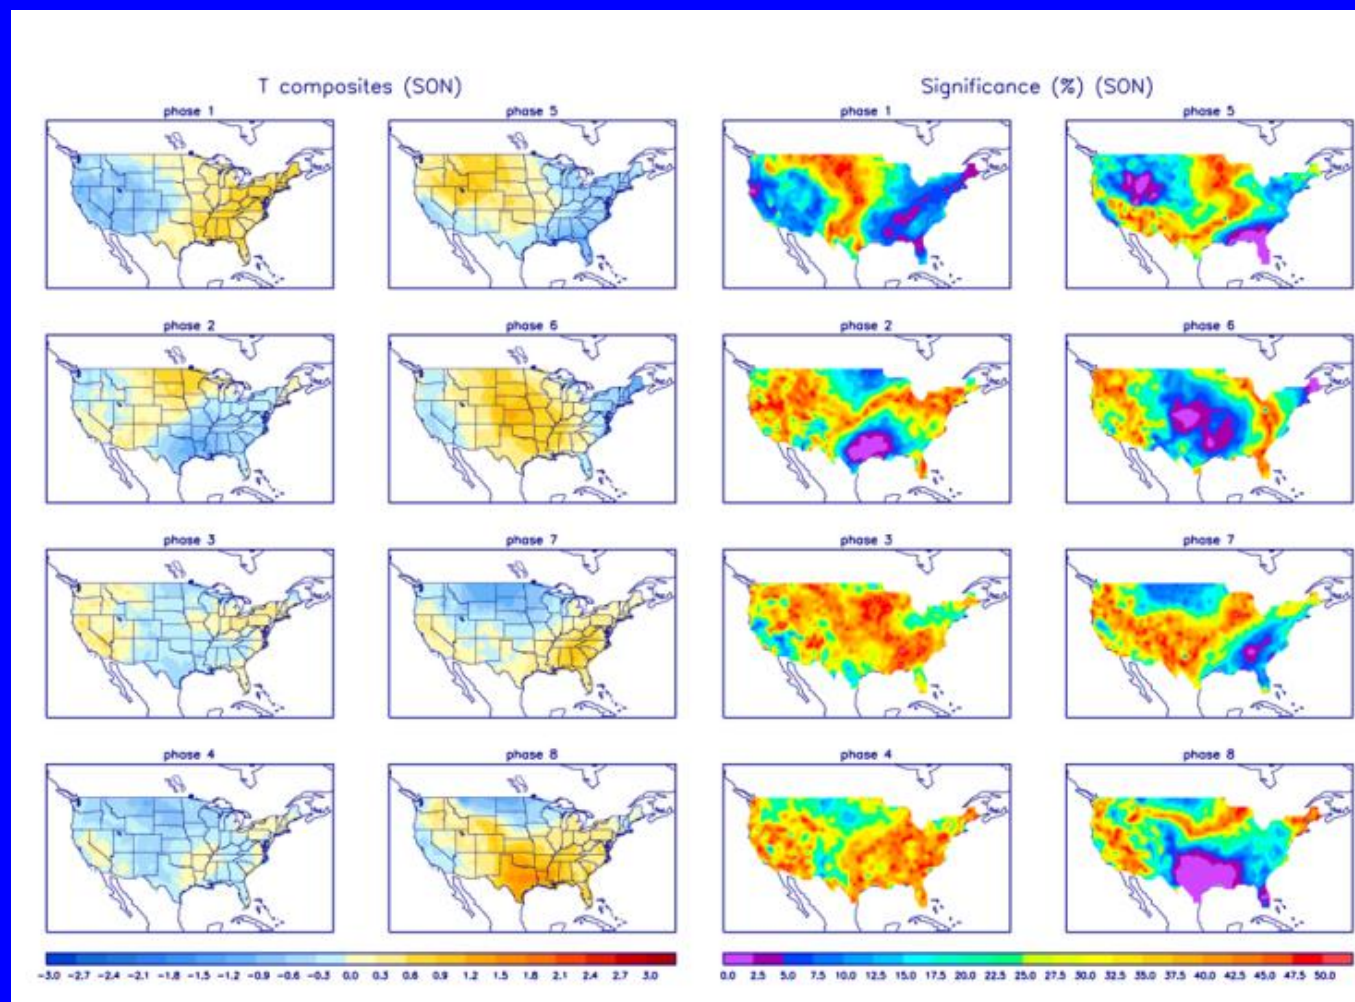 T composites (SON)
Significance (%) (SON)
phase 1
phase 5
phase 1
phase 5
phase 2
phase 6
phase 2
phase 6
phase 3
phase 7
phase 3
phase 7
phase 4
phase 8
phase 4
phase 8
-3.0 -2.7 -2.4 -2.1 -1.8 -1.5 -1.2 -0.9 -0.6 -0.3 0.0 0.3 0.6 0.9 1.2 1.5 1.8 2.1 2.4 2.7 3.0
0.0 2.5 5.0 7.5 10.0 12.5 15.0 17.5 20.0 22.5 25.0 27.5 30.0 32.5 35.0 37.5 40.0 42.5 45.0 47.5 50.0